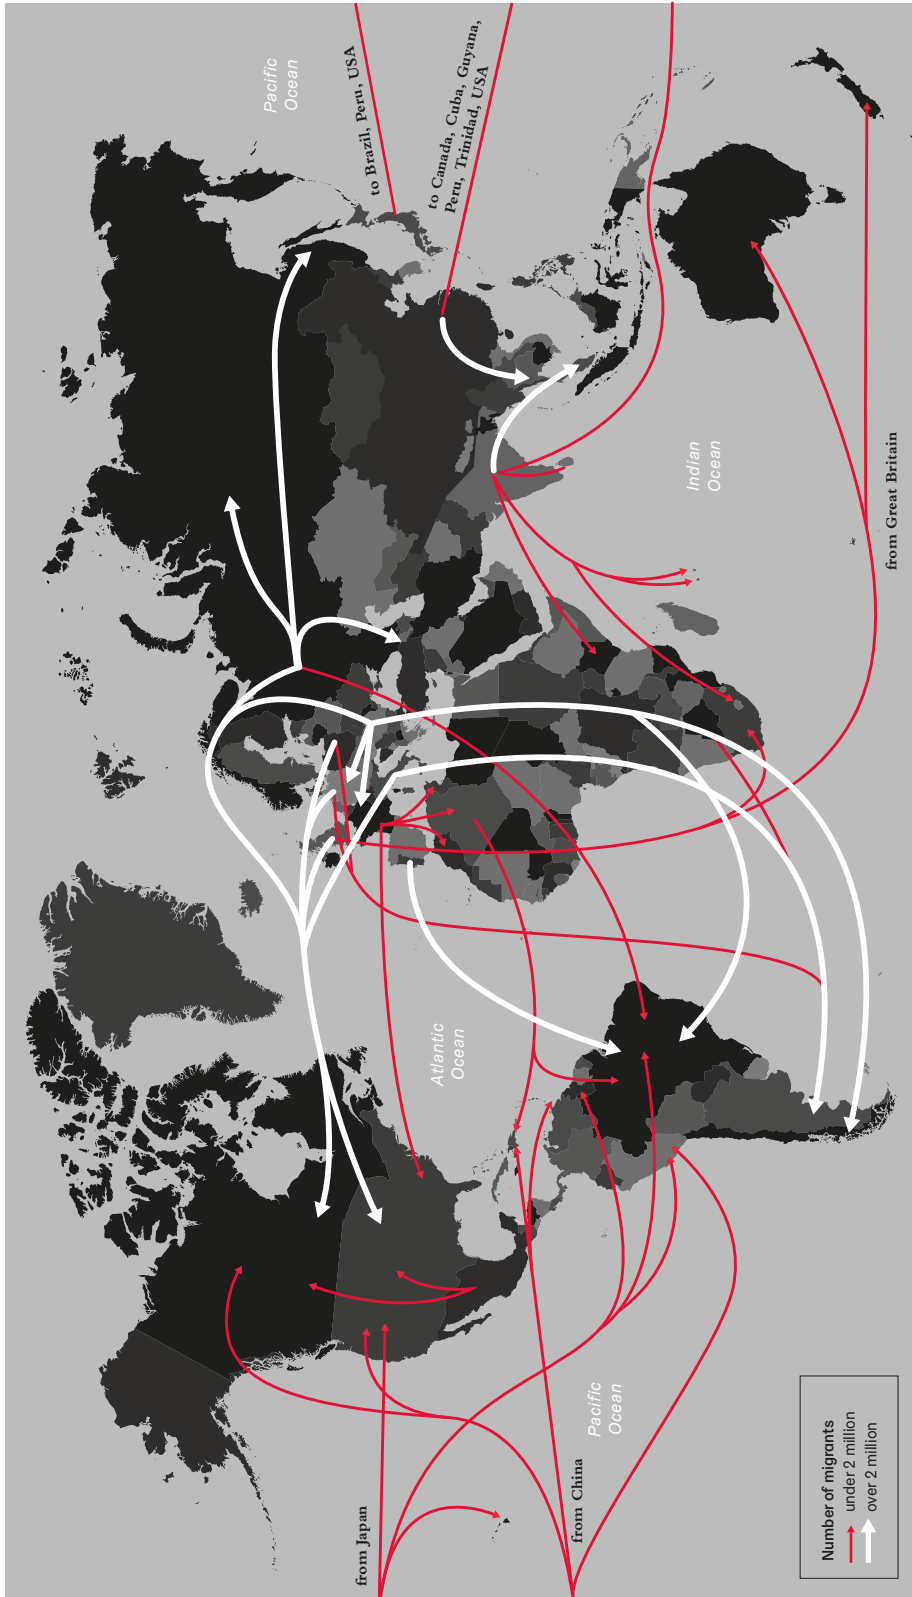 Pacific
Ocean
to Brazil, Peru, USA
to Canada, Cuba, Guyana,
Peru, Trinidad, USA
Indian
Ocean
from Great Britain
Atlantic
Ocean
Pacific
Ocean
from Japan
from China
Number of migrants
under 2 million
over 2 million